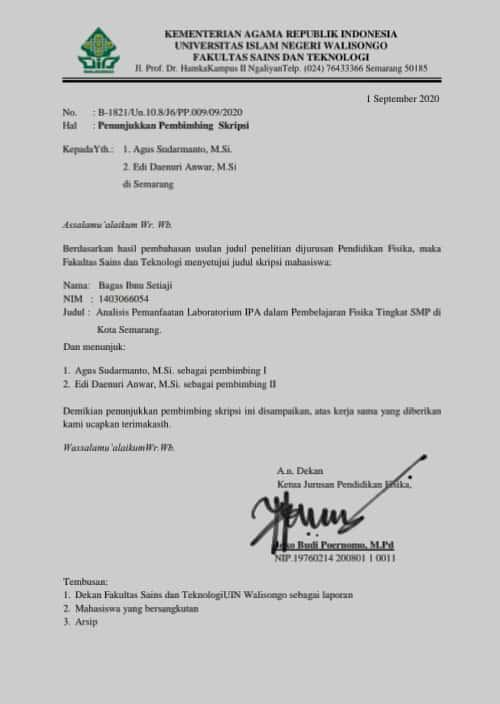 KEMENTERIAN AGAMA REPUBLIK INDONESIA
UNIVERSITAS ISLAM NEGERI WALISONGO
FAKULTAS SAINS DAN TEKNOLOGI
Jl. Prof. Dr. HamkaKampus II NgaliyanTelp. (024) 76433366 Semarang 50185
1 September 2020
No. : B-1821/Un.10.8/J6/PP.009/09/2020
Hal : Penunjukkan Pembimbing Skripsi
KepadaYth.: 1. Agus Sudarmanto, M.Si.
2. Edi Daenuri Anwar, M.Si
di Semarang
Assalamu'alaikum Wr. Wb.
Berdasarkan hasil pembahasan usulan judul penelitian dijurusan Pendidikan Fisika, maka
Fakultas Sains dan Teknologi menyetujui judul skripsi mahasiswa:
Nama: Bagas Ibnu Setiaji
NIM : 1403066054
Judul : Analisis Pemanfaatan Laboratorium IPA dalam Pembelajaran Fisika Tingkat SMP di
Kota Semarang.
Dan menunjuk:
1. Agus Sudarmanto, M.Si. sebagai pembimbing I
2. Edi Daenuri Anwar, M.Si. sebagai pembimbing II
Demikian penunjukkan pembimbing skripsi ini disampaikan, atas kerja sama yang diberikan
kami ucapkan terimakasih.
Wassalamu'alaikumWr.Wb.
A.n. Dekan
Ketua Jurusan Pendidikan Fisika,
Joko Budi Poernomo, M.Pd
NIP.19760214 200801 1 0011
Tembusan:
1. Dekan Fakultas Sains dan TeknologiUIN Walisongo sebagai laporan
2. Mahasiswa yang bersangkutan
3. Arsip